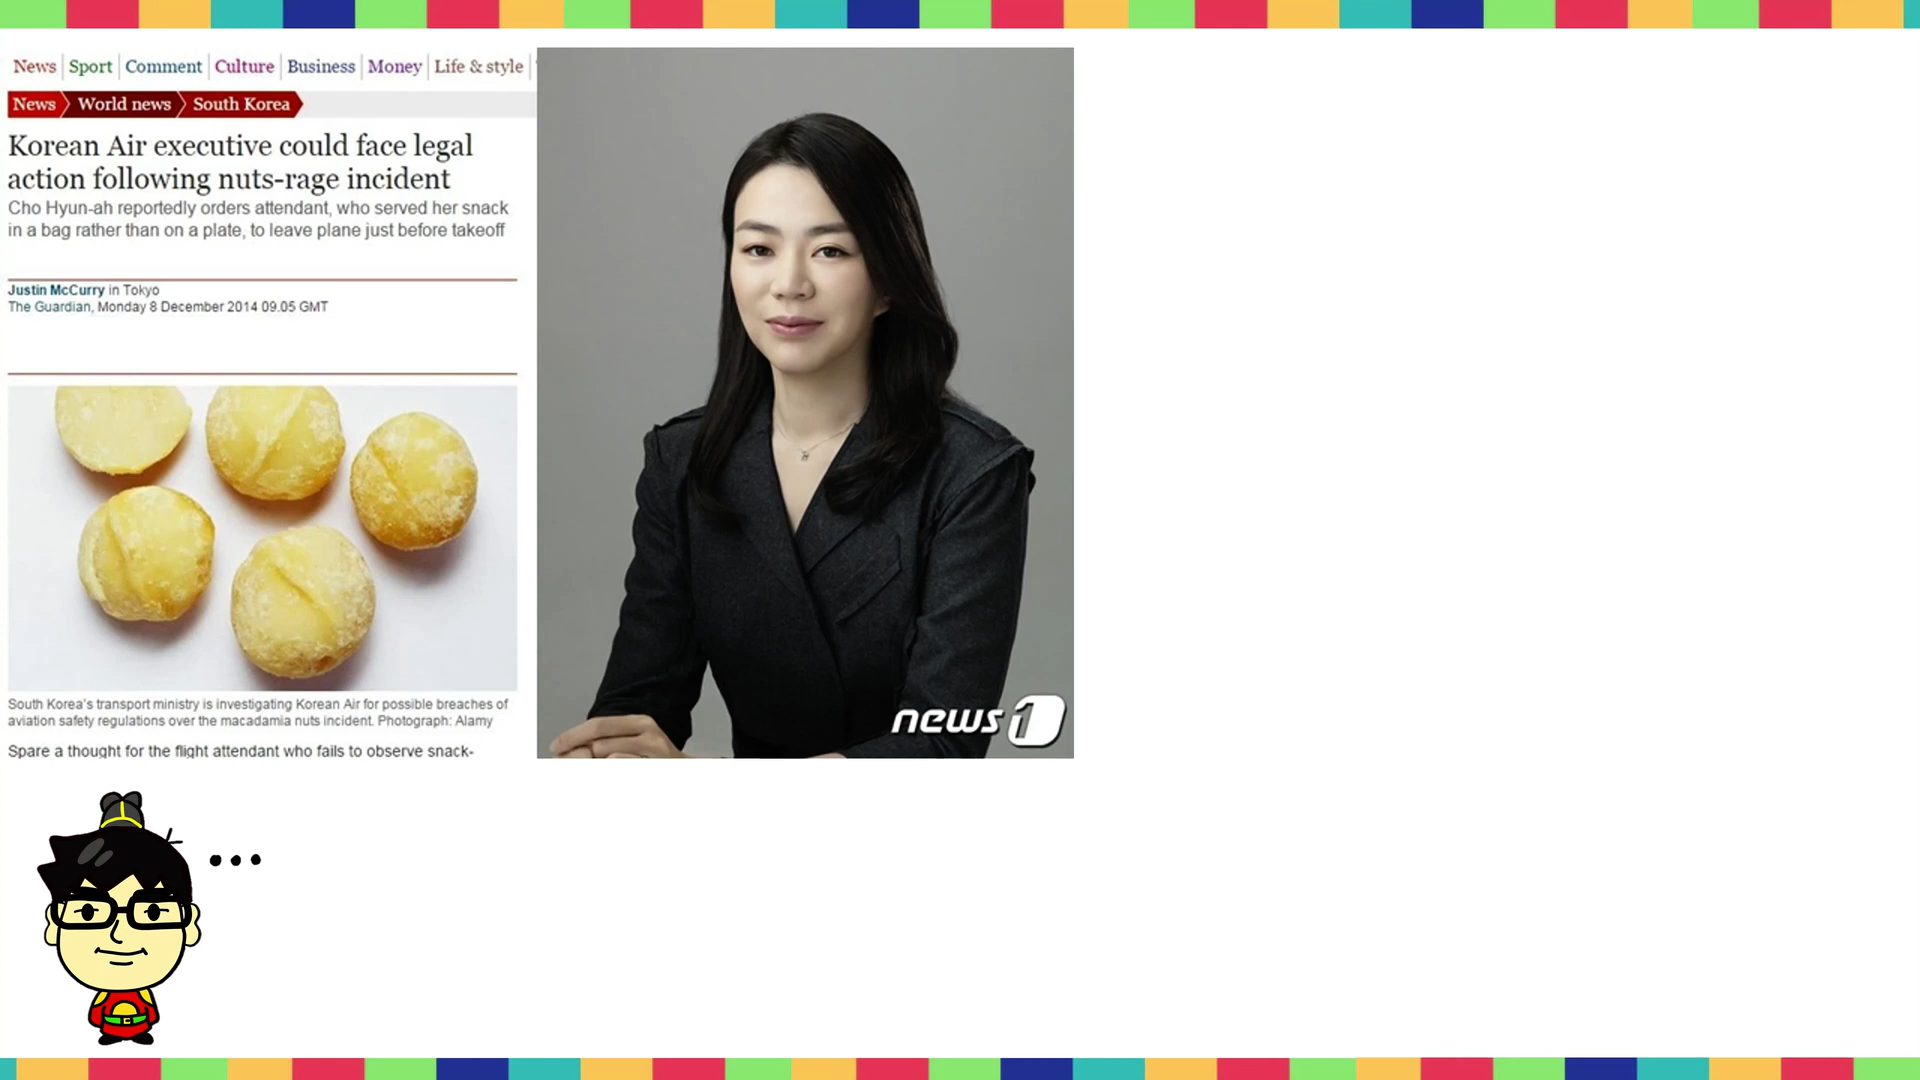 News Sport Comment Culture Business Money Life & style
News World news South Korea
Korean Air executive could face legal
action following nuts-rage incident
Cho Hyun-ah reportedly orders attendant, who served her snack
in a bag rather than on a plate, to leave plane just before takeoff
Justin McCurry in Tokyo
The Guardian, Monday 8 December 2014 09.05 GMT
South Korea's transport ministry is investigating Korean Air for possible breaches of
aviation safety regulations over the macadamia nuts incident. Photograph: Alamy
Spare a thought for the flight attendant who fails to observe snack-
news1
...